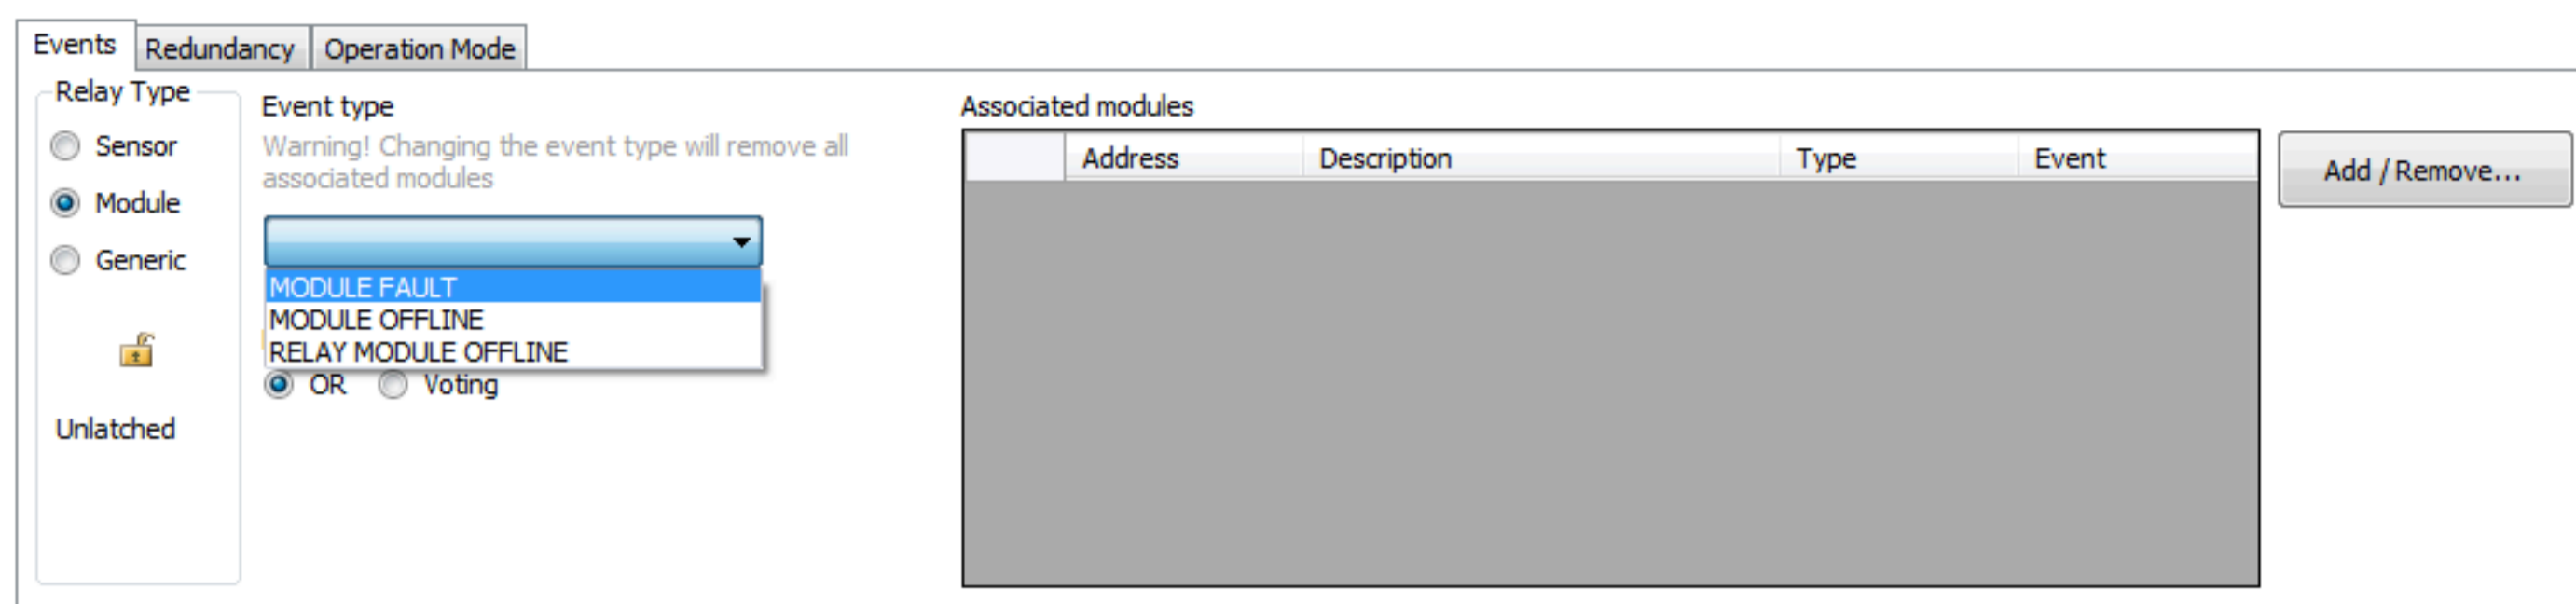 Events Redundancy Operation Mode
Relay Type
Sensor
Module
Generic
Unlatched
Event type
Warning! Changing the event type will remove all
associated modules
MODULE FAULT
MODULE OFFLINE
RELAY MODULE OFFLINE
OR Voting
Associated modules
Address Description Type Event
Add / Remove...